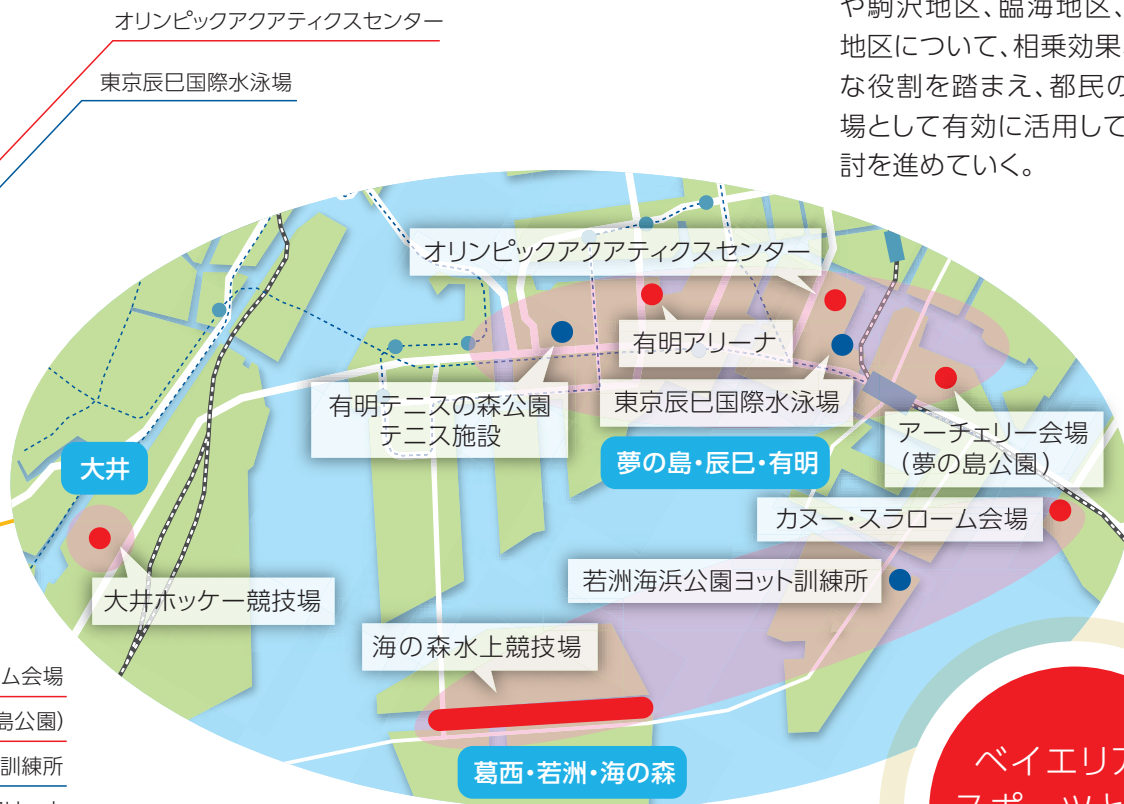 オリンピックアクアティクスセンター
東京辰巳国際水泳場
や駒沢地区、臨海地区、
地区について、相乗効果
な役割を踏まえ、都民の
場として有効に活用して
討を進めていく。
オリンピックアクアティクスセンター
有明アリーナ
有明テニスの森公園
テニス施設
東京辰巳国際水泳場
アーチェリー会場
（夢の島公園）
大井
夢の島・辰巳・有明
カヌー・スラローム会場
若洲海浜公園ヨット訓練所
大井ホッケー競技場
海の森水上競技場
葛西・若洲・海の森
ム会場
島公園)
訓練所
ベイエリア